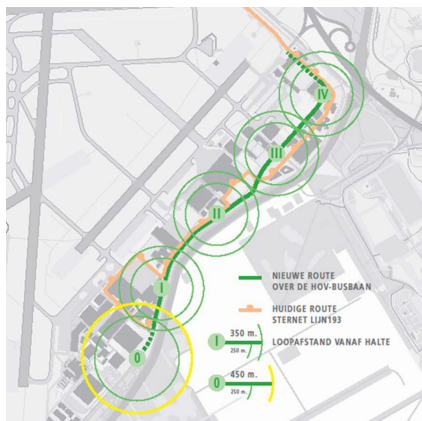 IV
III
II
I
0
NIEUWE ROUTE
OVER DE HOV-BUSBAAN
HUIDIGE ROUTE
STERNET LIJN193
350 m.
I LOOPAFSTAND VANAF HALTE
250 m.
450 m.
0
250 m.